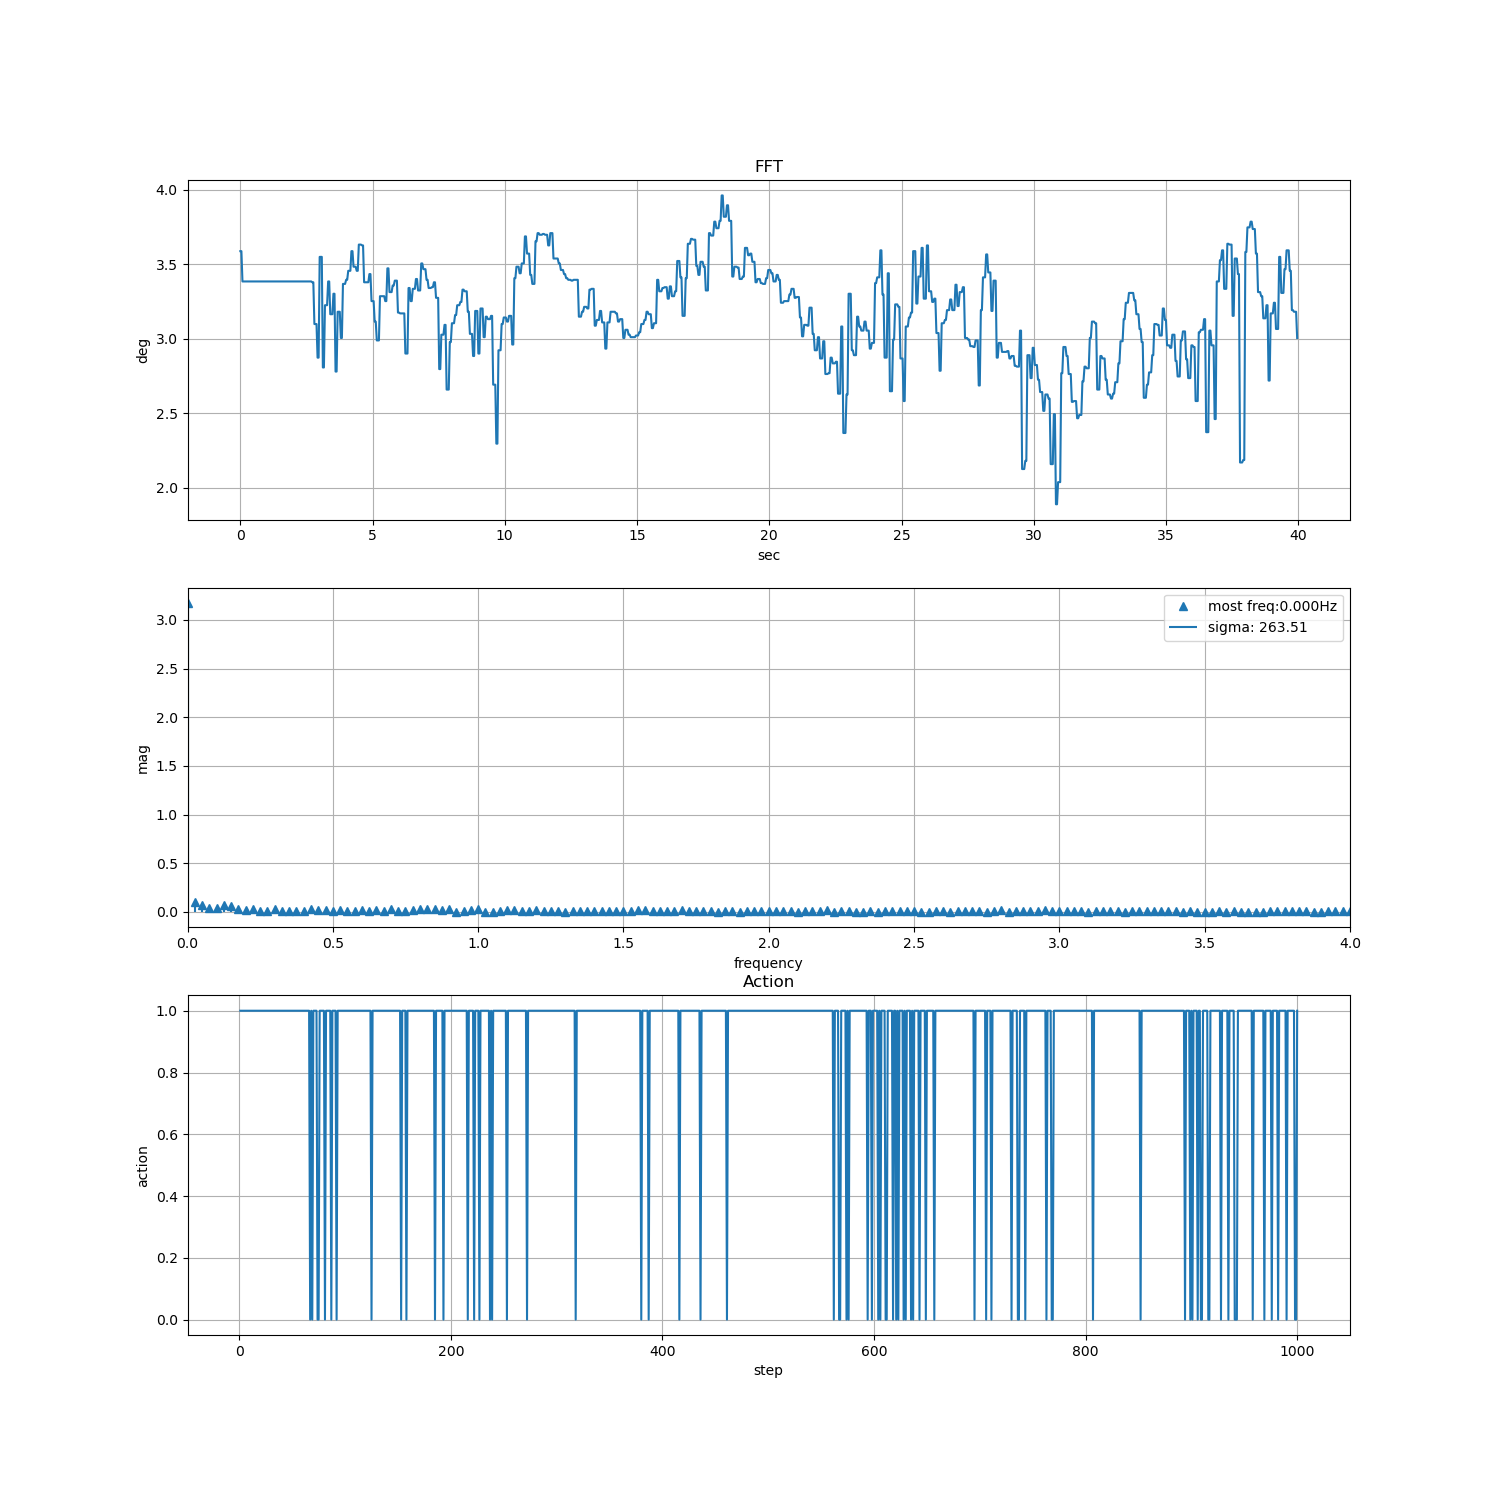 FFT
4.0
3.5
3.0
2.5
2.0
deg
0 5 10 15 20 25 30 35 40
sec
most freq:0.000Hz
sigma: 263.51
3.0
2.5
2.0
1.5
1.0
0.5
0.0
mag
0.0 0.5 1.0 1.5 2.0 2.5 3.0 3.5 4.0
frequency
Action
1.0
0.8
0.6
0.4
0.2
0.0
action
0 200 400 600 800 1000
step